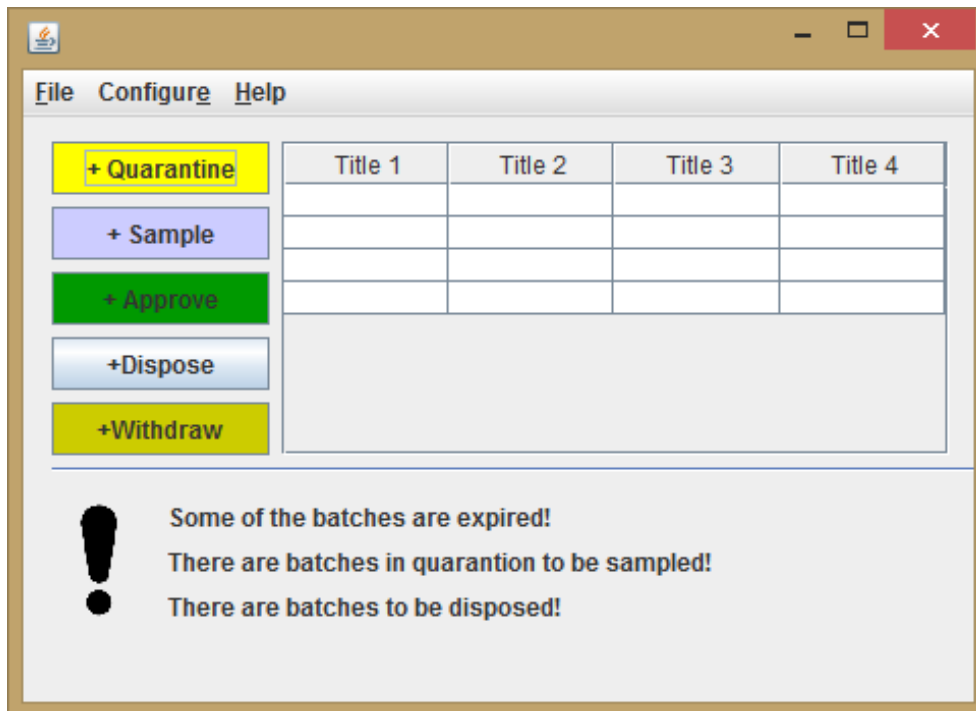 File Configure Help
+ Quarantine
Title 1 Title 2 Title 3 Title 4
+ Sample
+ Approve
+Dispose
+Withdraw
Some of the batches are expired!
There are batches in quarantion to be sampled!
There are batches to be disposed!